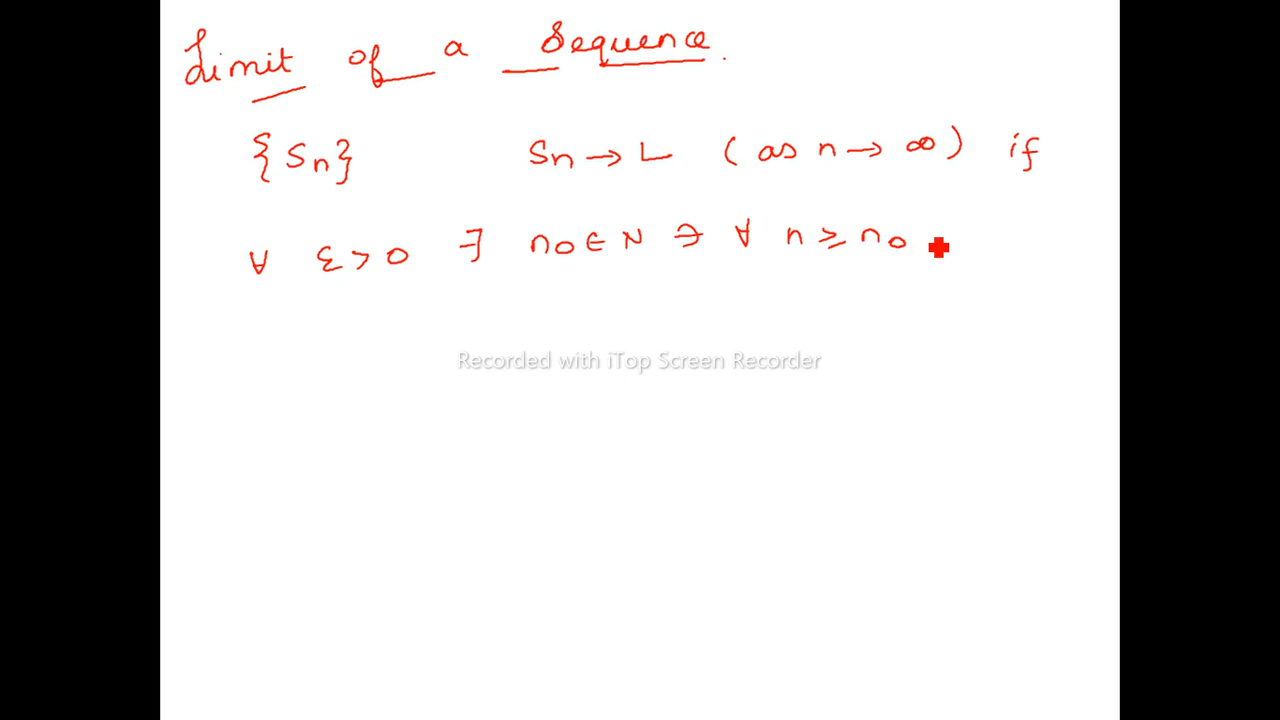 Limit of a Sequence.
{Sn} Sn → L (as n → ∞) if
∀ ε > 0 ∃ n0 ∈ N ∋ ∀ n ≥ n0
Recorded with iTop Screen Recorder